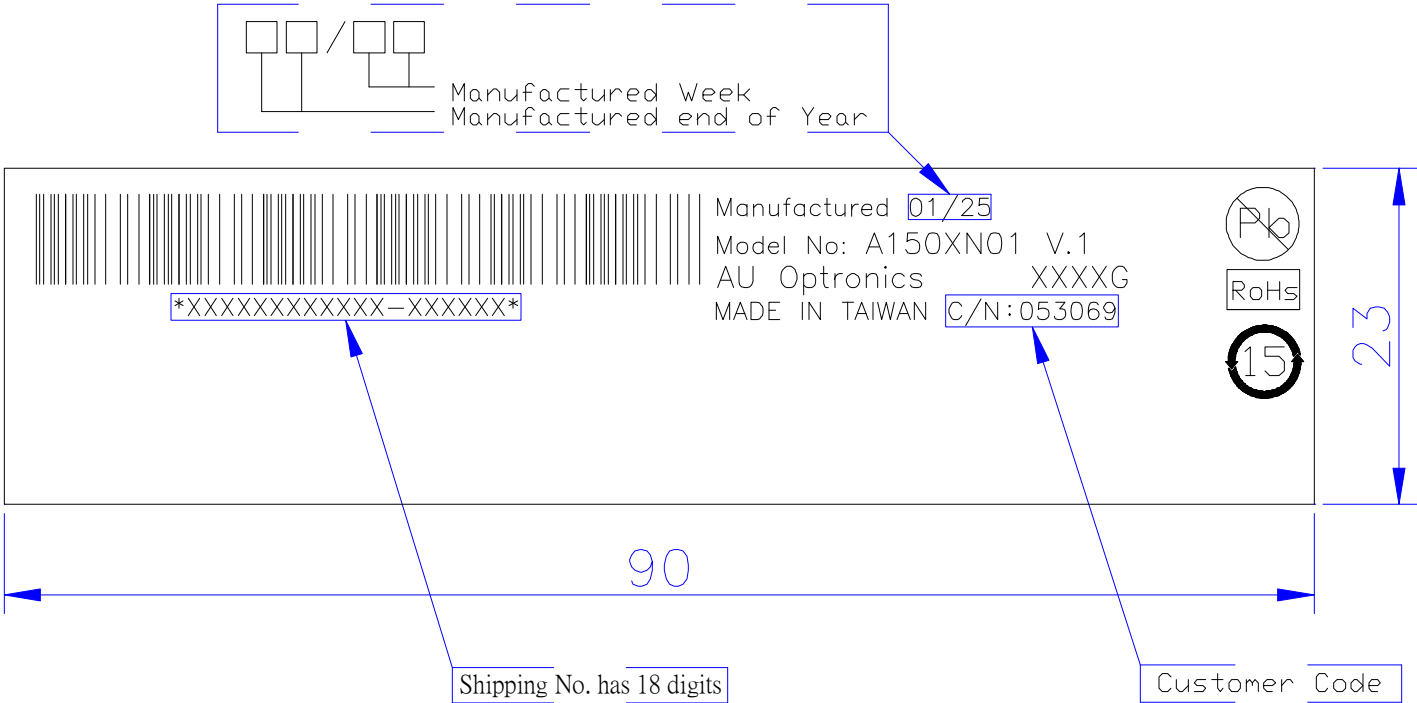 □□/□□
Manufactured Week
Manufactured end of Year
Manufactured 01/25
Model No: A150XN01 V.1
AU Optronics XXXXG
MADE IN TAIWAN C/N:053069
*XXXXXXXXXXXX-XXXXXX*
Pb
RoHs
15
23
90
Shipping No. has 18 digits
Customer Code